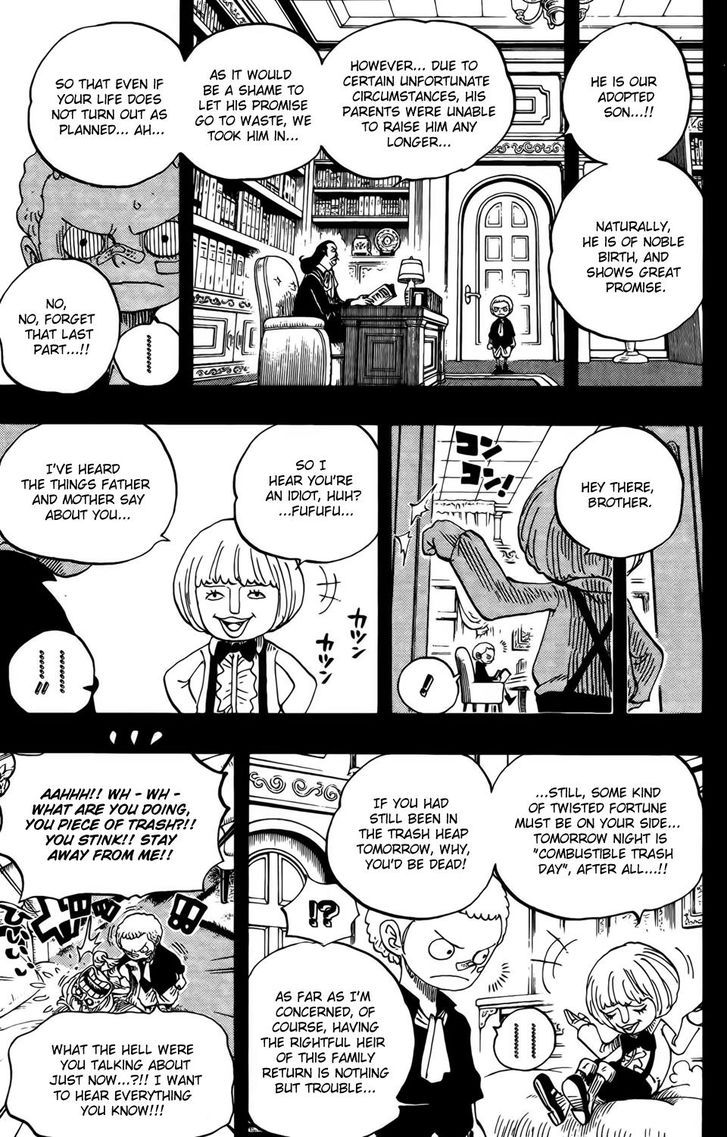 HE IS OUR
ADOPTED
SON...!!
NATURALLY,
HE IS OF NOBLE
BIRTH, AND
SHOWS GREAT
PROMISE.
HOWEVER... DUE TO
CERTAIN UNFORTUNATE
CIRCUMSTANCES, HIS
PARENTS WERE UNABLE
TO RAISE HIM ANY
LONGER...
AS IT WOULD
BE A SHAME TO
LET HIS PROMISE
GO TO WASTE, WE
TOOK HIM IN...
SO THAT EVEN IF
YOUR LIFE DOES
NOT TURN OUT AS
PLANNED... AH...
NO,
NO, FORGET
THAT LAST
PART...!!
HEY THERE,
BROTHER.
コン
コン!
SO I
HEAR YOU'RE
AN IDIOT, HUH?
...FUFUFU...
I'VE HEARD
THE THINGS FATHER
AND MOTHER SAY
ABOUT YOU...
カツン
カツン
...STILL, SOME KIND
OF TWISTED FORTUNE
MUST BE ON YOUR SIDE...
TOMORROW NIGHT IS
"COMBUSTIBLE TRASH
DAY", AFTER ALL...!!
IF YOU HAD
STILL BEEN IN
THE TRASH HEAP
TOMORROW, WHY,
YOU'D BE DEAD!
!?
AS FAR AS I'M
CONCERNED, OF
COURSE, HAVING
THE RIGHTFUL HEIR
OF THIS FAMILY
RETURN IS NOTHING
BUT TROUBLE...
AAHHH!! WH - WH -
WHAT ARE YOU DOING,
YOU PIECE OF TRASH?!!
YOU STINK!! STAY
AWAY FROM ME!!
WHAT THE HELL WERE
YOU TALKING ABOUT
JUST NOW...?!! I WANT
TO HEAR EVERYTHING
YOU KNOW!!!